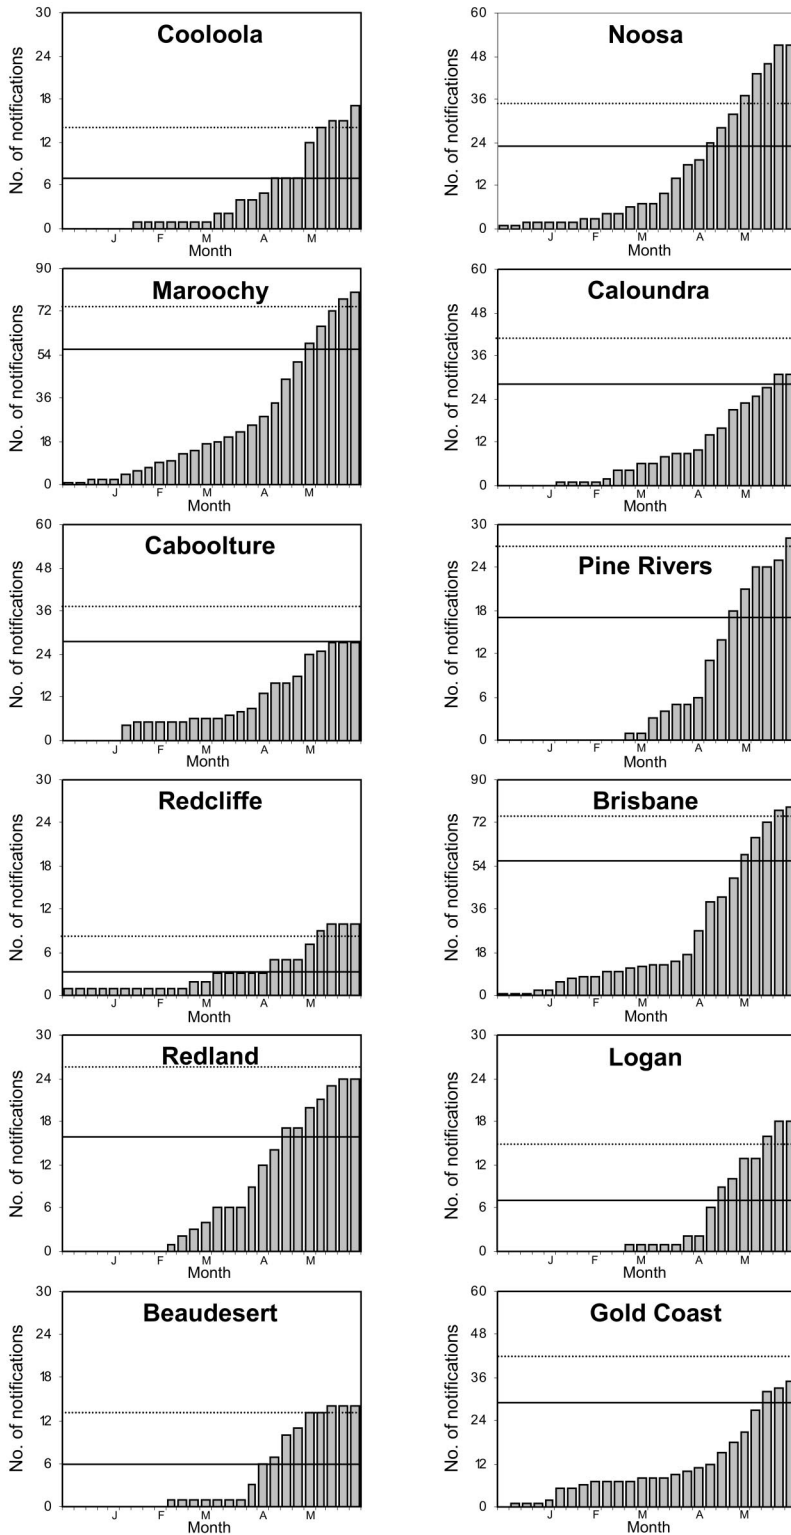 Cooloola
No. of notifications
30
24
18
12
6
0
J F M A M
Month
Noosa
No. of notifications
60
48
36
24
12
0
J F M A M
Month
Maroochy
No. of notifications
90
72
54
36
18
0
J F M A M
Month
Caloundra
No. of notifications
60
48
36
24
12
0
J F M A M
Month
Caboolture
No. of notifications
60
48
36
24
12
0
J F M A M
Month
Pine Rivers
No. of notifications
30
24
18
12
6
0
J F M A M
Month
Redcliffe
No. of notifications
30
24
18
12
6
0
J F M A M
Month
Brisbane
No. of notifications
90
72
54
36
18
0
J F M A M
Month
Redland
No. of notifications
30
24
18
12
6
0
J F M A M
Month
Logan
No. of notifications
30
24
18
12
6
0
J F M A M
Month
Beaudesert
No. of notifications
30
24
18
12
6
0
J F M A M
Month
Gold Coast
No. of notifications
60
48
36
24
12
0
J F M A M
Month